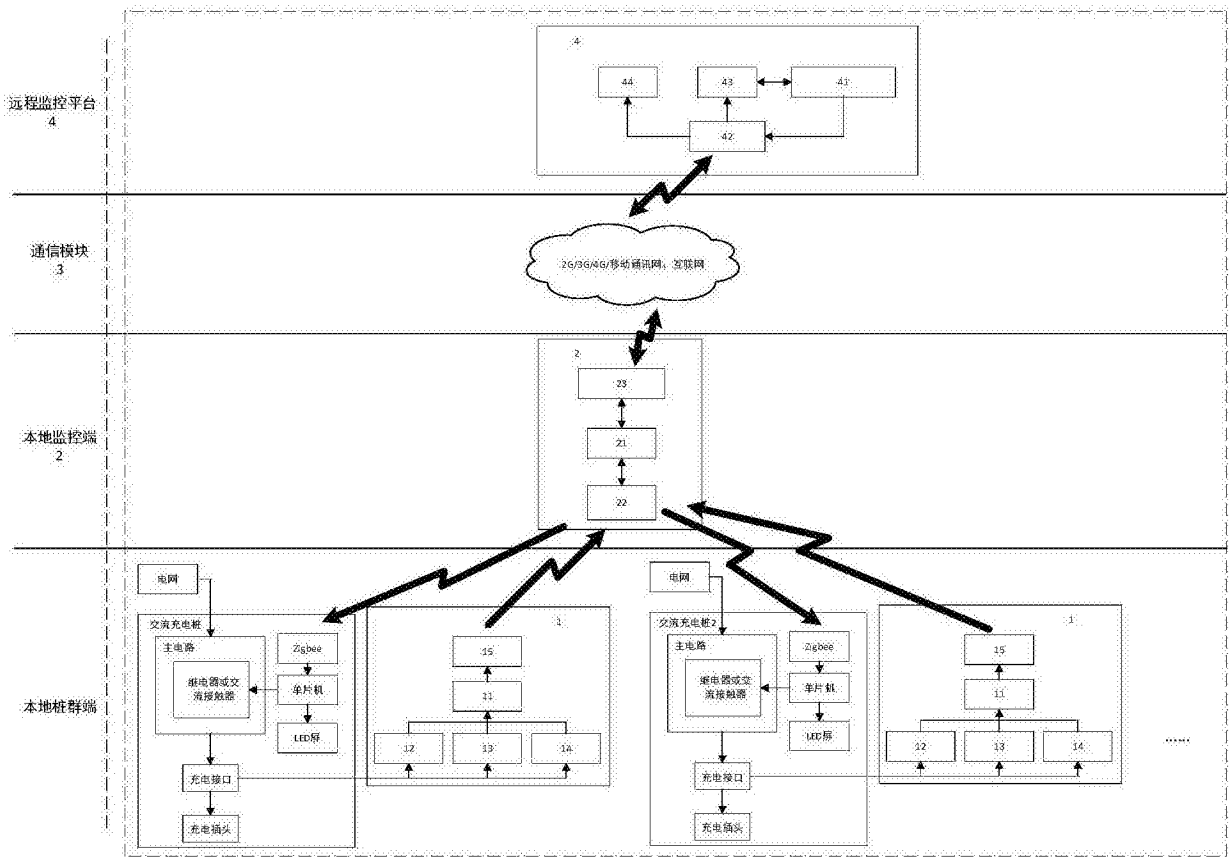 远程监控平台
4
4
44
43
41
42
通信模块
3
2G/3G/4G/移动通讯网、互联网
本地监控端
2
2
23
21
22
本地桩群端
电网
交流充电桩
主电路
继电器或交
流接触器
Zigbee
单片机
LED屏
充电接口
充电插头
1
15
11
12
13
14
电网
交流充电桩2
主电路
继电器或交
流接触器
Zigbee
单片机
LED屏
充电接口
充电插头
1
15
11
12
13
14
……